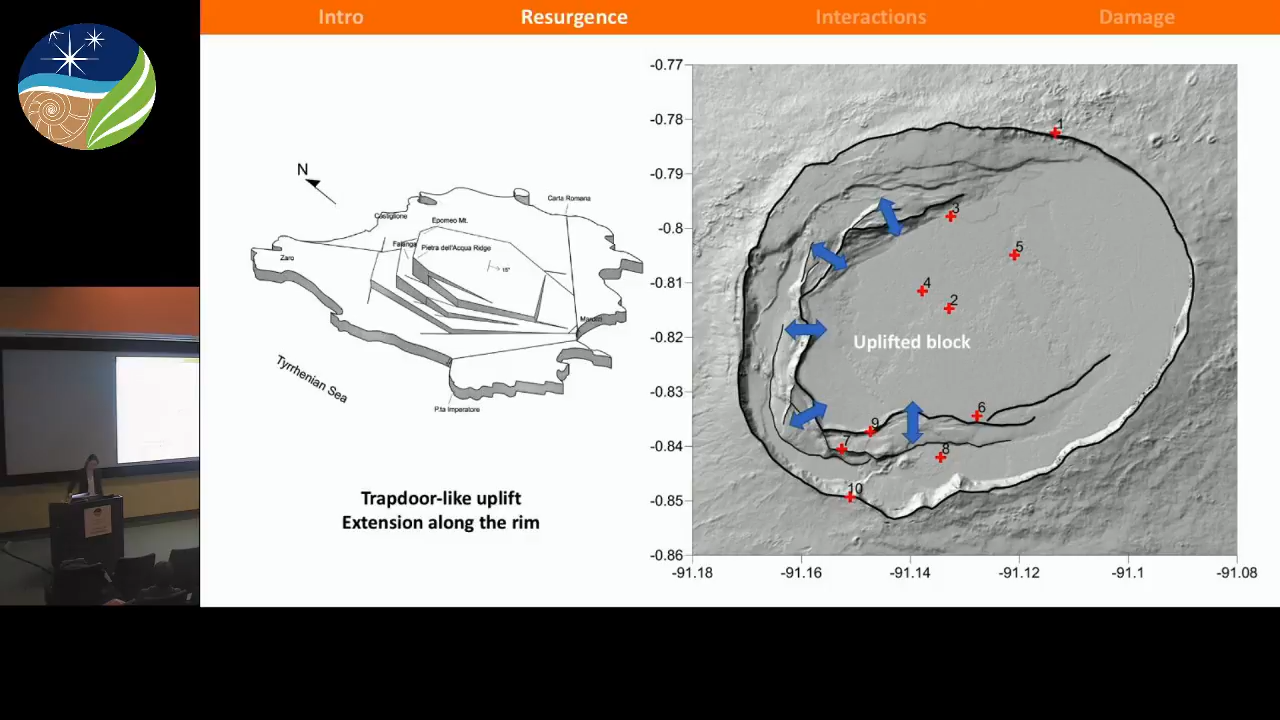 Intro
Resurgence
Interactions
Damage
N
Castiglione
Epomeo Mt.
Carta Romana
Falanga
Pietra dell'Acqua Ridge
Zaro
15°
Tyrrhenian Sea
P.ta Imperatore
Trapdoor-like uplift
Extension along the rim
-0.77
-0.78
-0.79
-0.8
-0.81
-0.82
-0.83
-0.84
-0.85
-0.86
1
3
5
4
2
Uplifted block
6
9
7
8
10
-91.18
-91.16
-91.14
-91.12
-91.1
-91.08